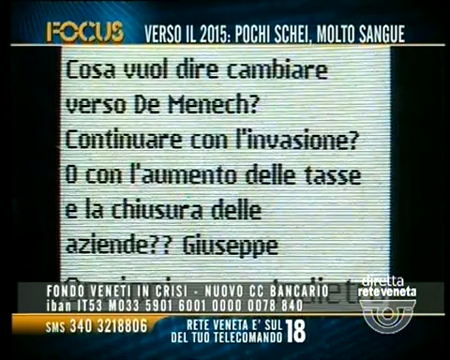 FOCUS
VERSO IL 2015: POCHI SCHEI, MOLTO SANGUE
Cosa vuol dire cambiare
verso De Menech?
Continuare con l'invasione?
O con l'aumento delle tasse
e la chiusura delle
aziende?? Giuseppe
FONDO VENETI IN CRISI - NUOVO CC BANCARIO
iban IT53 M033 5901 6001 0000 0078 840
diretta
reteveneta
SMS 340 3218806
RETE VENETA E' SUL
DEL TUO TELECOMANDO 18